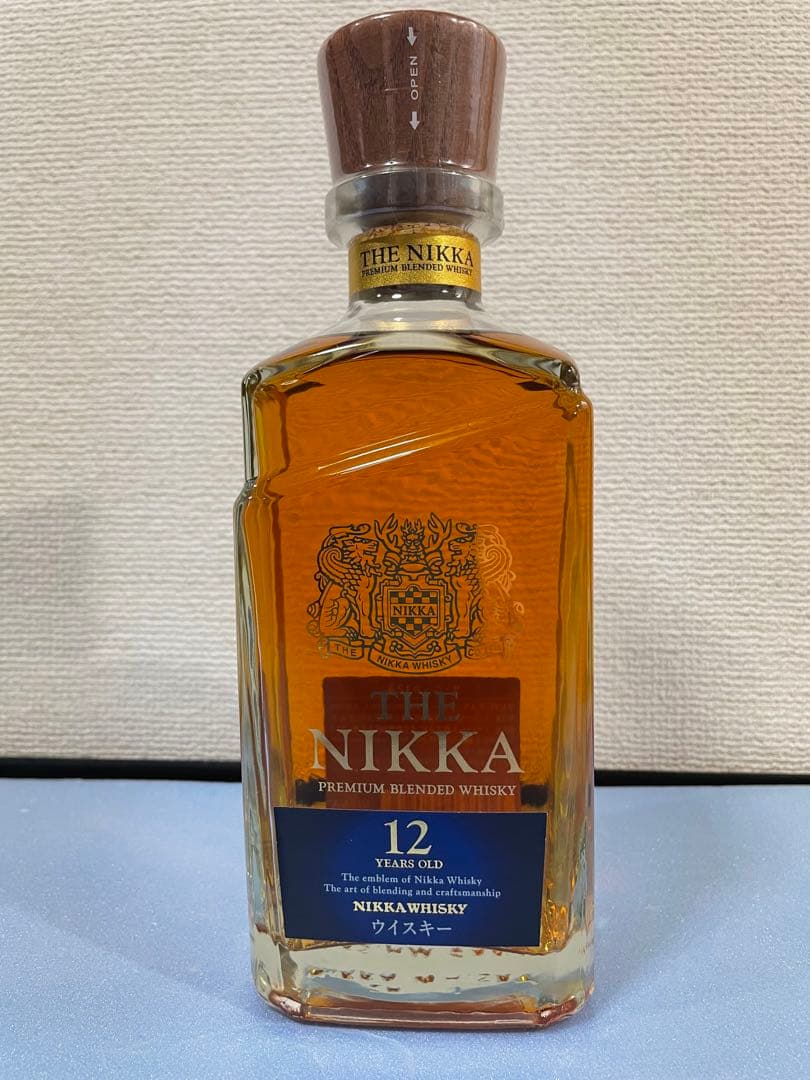 OPEN
THE NIKKA
PREMIUM BLENDED WHISKY
NIKKA
THE NIKKA WHISKY
THE
NIKKA
PREMIUM BLENDED WHISKY
12
YEARS OLD
The emblem of Nikka Whisky
The art of blending and craftsmanship
NIKKA WHISKY
ウイスキー